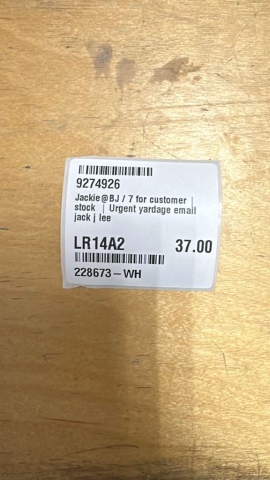 9274926
Jackie@BJ / 7 for customer |
stock | Urgent yardage email
jack j lee
LR14A2 37.00
228673-WH